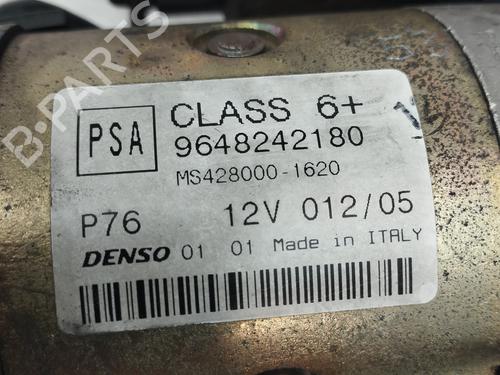 PSA
CLASS 6+
9648242180
MS428000-1620
P76 12V 012/05
DENSO 01 01 Made in ITALY
B-PARTS